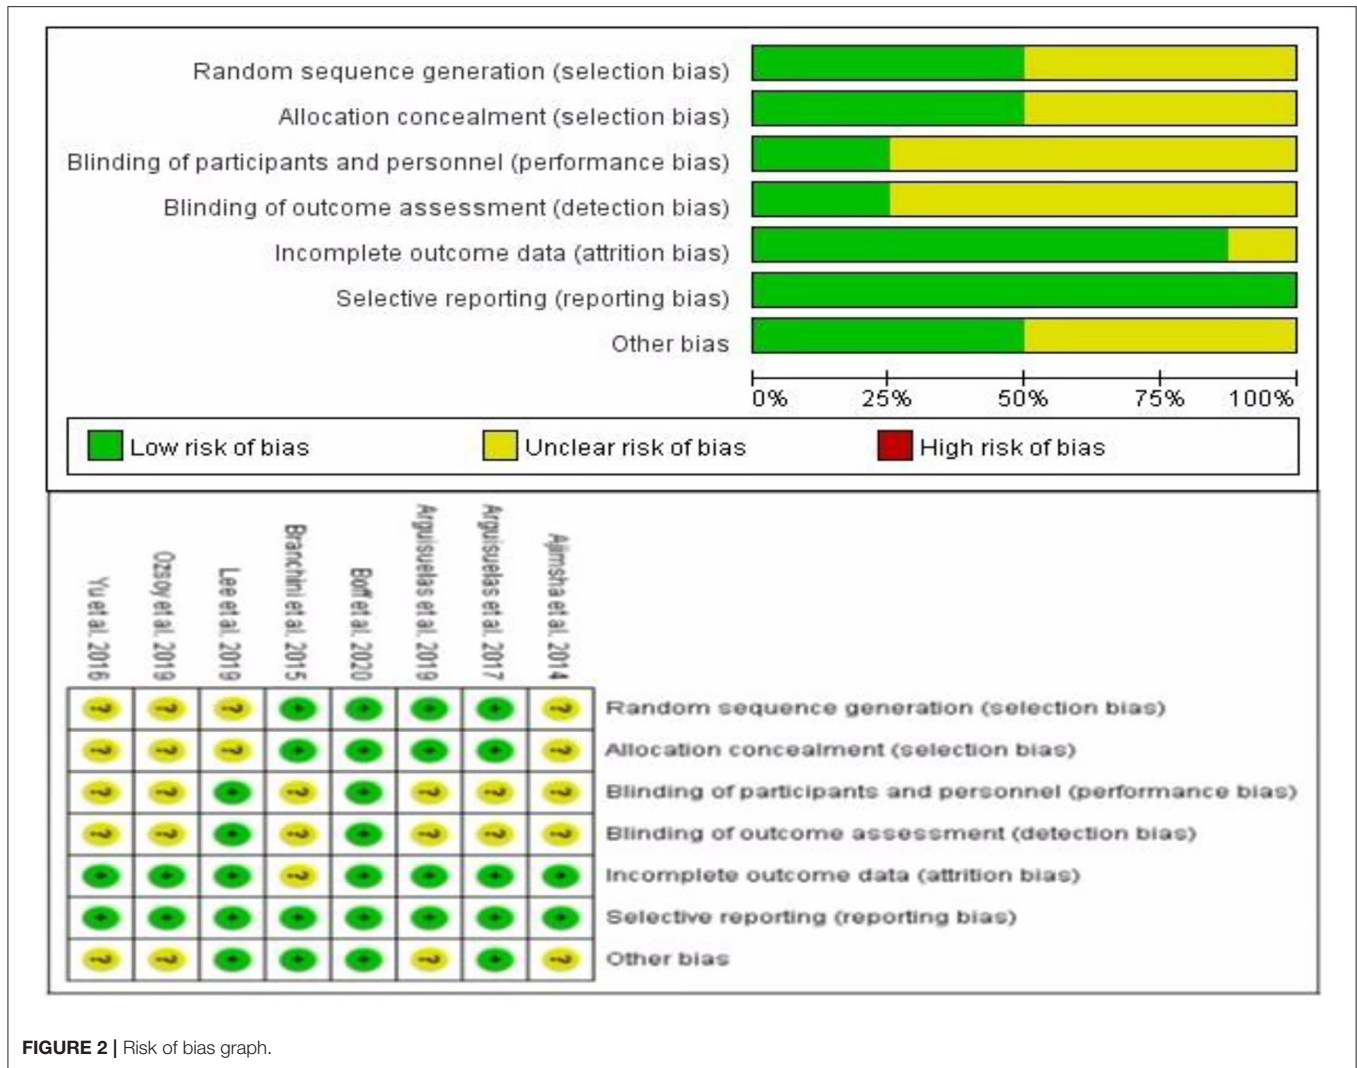 Random sequence generation (selection bias)
Allocation concealment (selection bias)
Blinding of participants and personnel (performance bias)
Blinding of outcome assessment (detection bias)
Incomplete outcome data (attrition bias)
Selective reporting (reporting bias)
Other bias
0% 25% 50% 75% 100%
Low risk of bias Unclear risk of bias High risk of bias
Yu et al. 2016
Ozsoy et al. 2019
Lee et al. 2019
Branchini et al. 2015
Boff et al. 2020
Arguisuelas et al. 2019
Arguisuelas et al. 2017
Ajimsha et al. 2014
? ? ? + + + + ? Random sequence generation (selection bias)
? ? ? + + + + ? Allocation concealment (selection bias)
? ? + ? + ? ? ? Blinding of participants and personnel (performance bias)
? ? + ? + ? ? ? Blinding of outcome assessment (detection bias)
+ + + ? + + + + Incomplete outcome data (attrition bias)
+ + + + + + + + Selective reporting (reporting bias)
? ? + + + ? + ? Other bias
FIGURE 2 | Risk of bias graph.